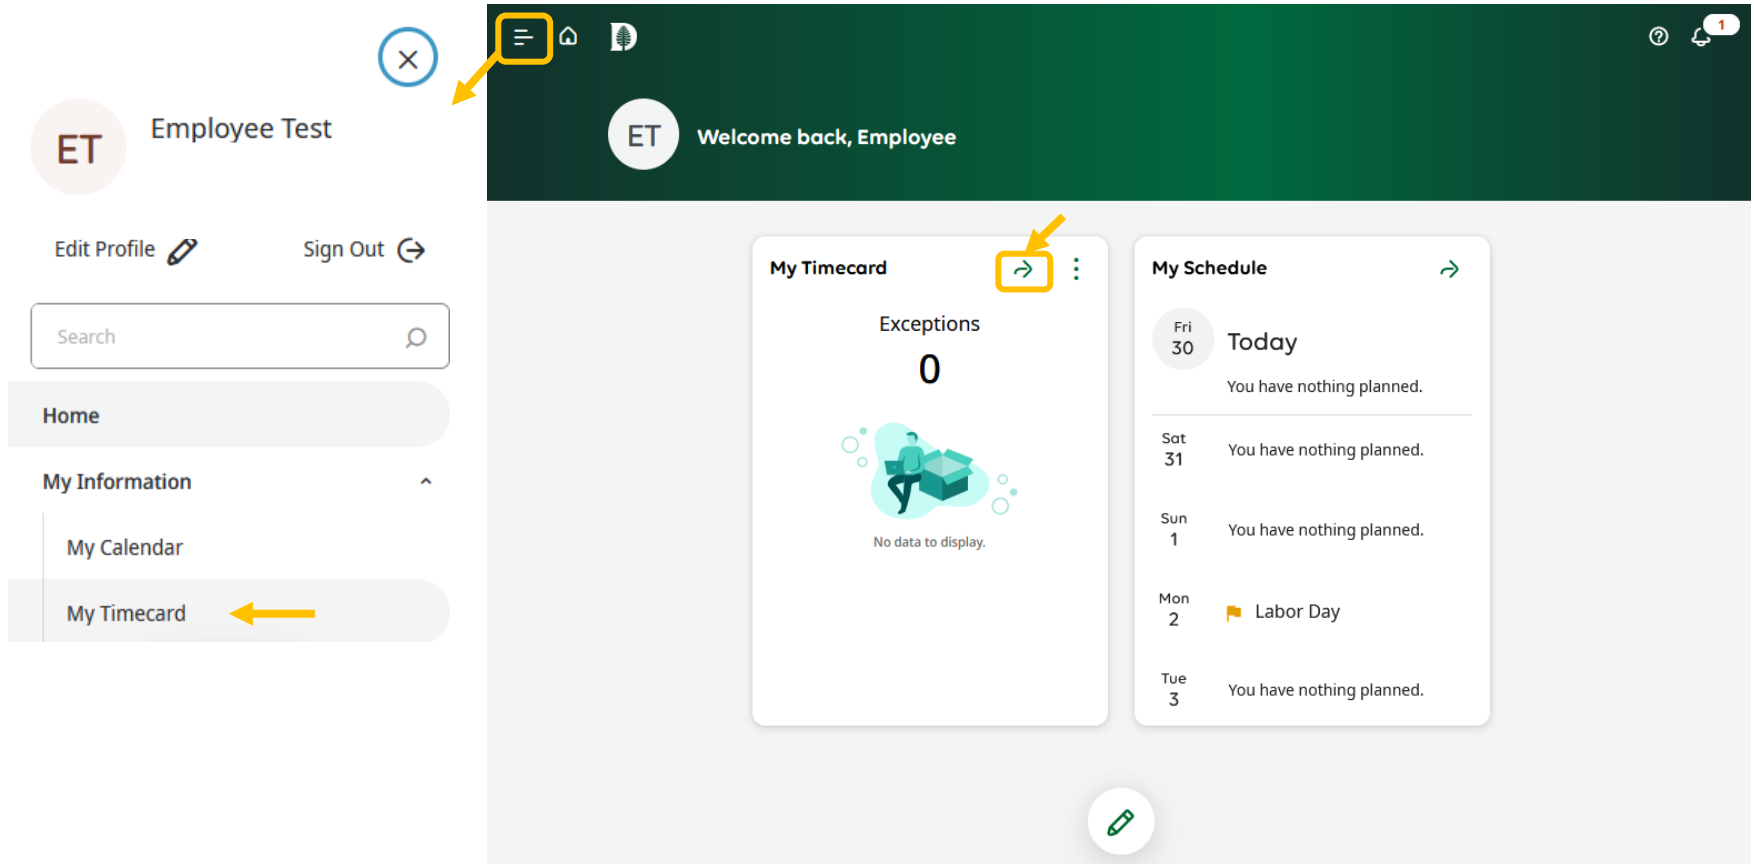 Employee Test
ET
Edit Profile
Sign Out
Search
Home
My Information
My Calendar
My Timecard
D
1
ET
Welcome back, Employee
My Timecard
Exceptions
0
No data to display.
My Schedule
Fri
30
Today
You have nothing planned.
Sat
31
You have nothing planned.
Sun
1
You have nothing planned.
Mon
2
Labor Day
Tue
3
You have nothing planned.